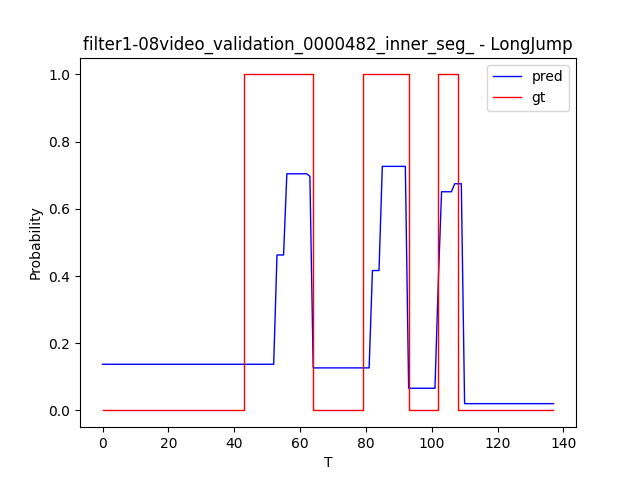 filter1-08video_validation_0000482_inner_seg_ - LongJump
1.0
0.8
0.6
0.4
0.2
0.0
Probability
0 20 40 60 80 100 120 140
T
pred
gt